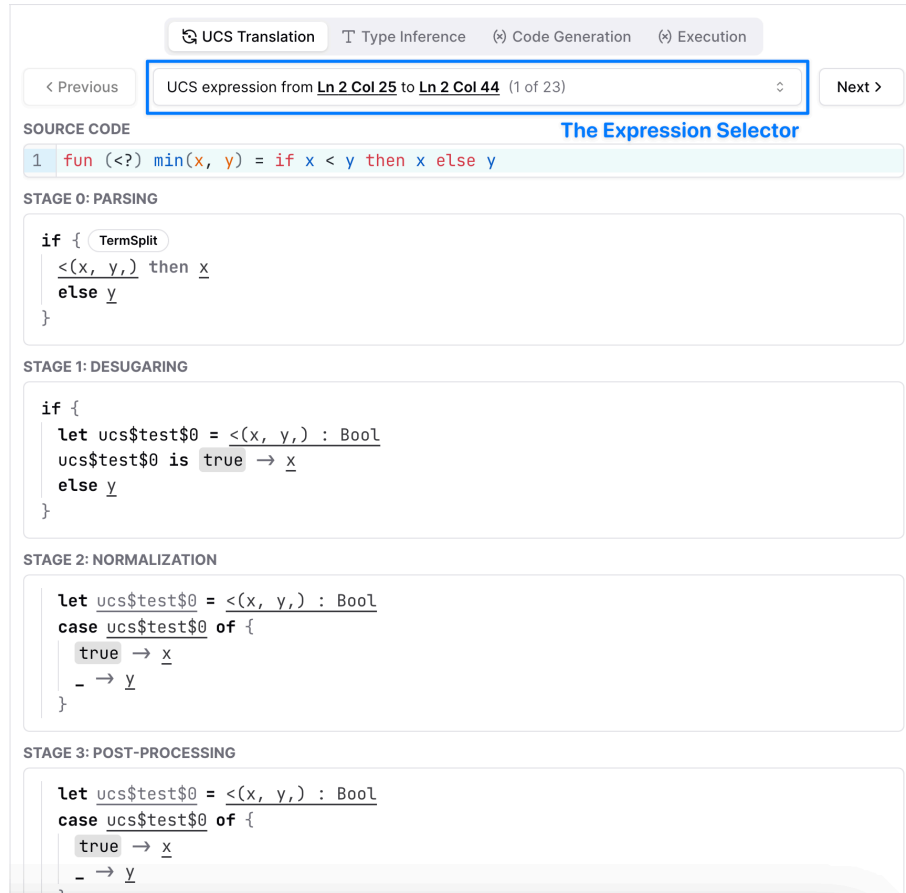 UCS Translation Type Inference Code Generation Execution
Previous UCS expression from Ln 2 Col 25 to Ln 2 Col 44 (1 of 23) Next
SOURCE CODE The Expression Selector
1 fun (<?) min(x, y) = if x < y then x else y
STAGE 0: PARSING
if { TermSplit
<(x, y,) then x
else y
}
STAGE 1: DESUGARING
if {
let ucs$test$0 = <(x, y,) : Bool
ucs$test$0 is true → x
else y
}
STAGE 2: NORMALIZATION
let ucs$test$0 = <(x, y,) : Bool
case ucs$test$0 of {
true → x
_ → y
}
STAGE 3: POST-PROCESSING
let ucs$test$0 = <(x, y,) : Bool
case ucs$test$0 of {
true → x
_ → y